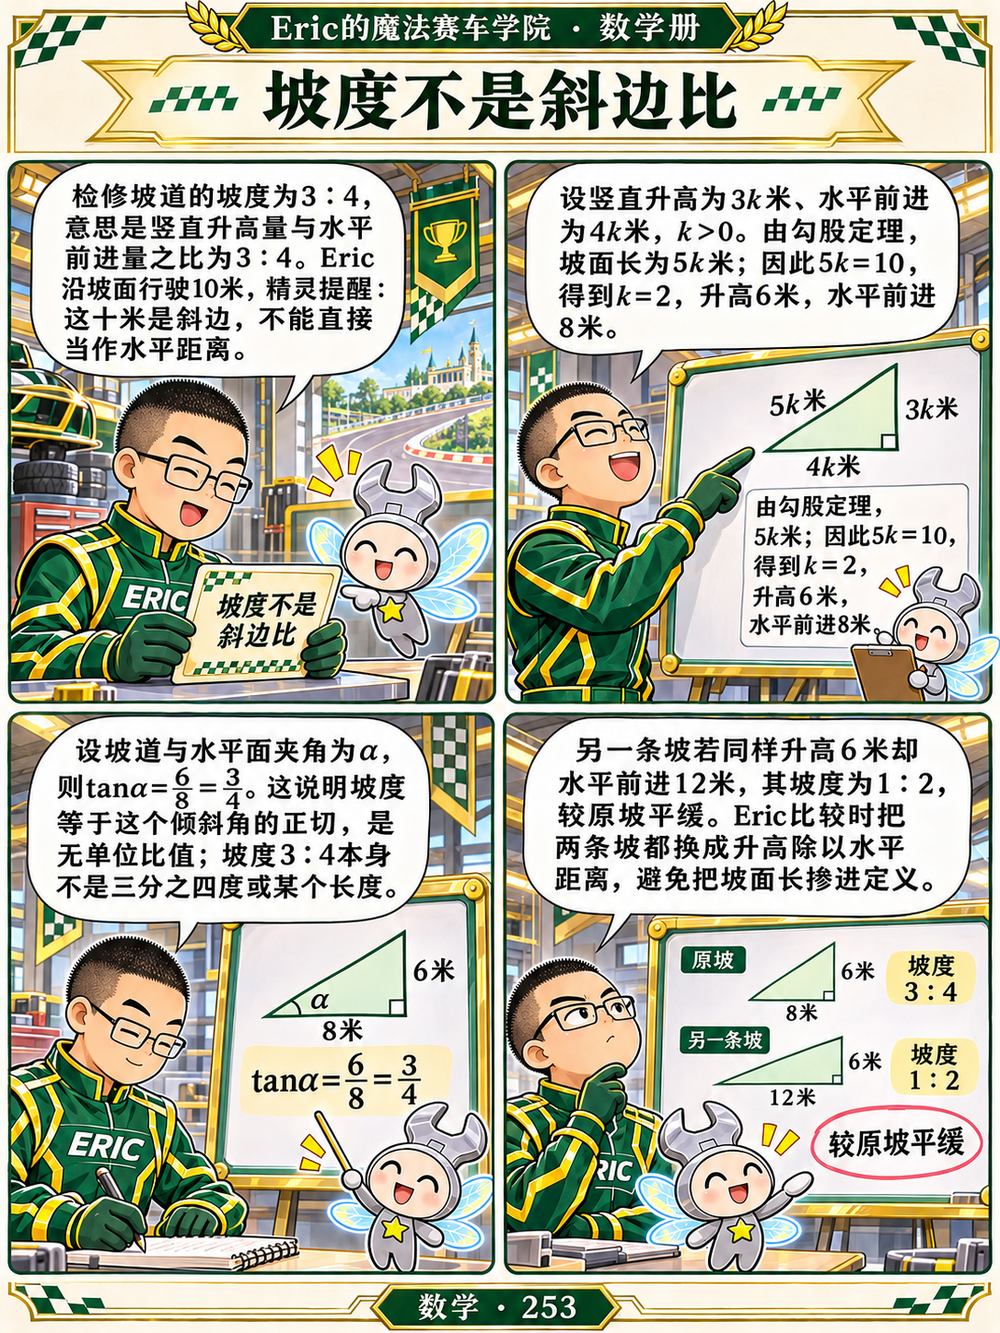 Eric的魔法赛车学院 · 数学册
坡度不是斜边比
检修坡道的坡度为3：4，
意思是竖直升高量与水平
前进量之比为3：4。Eric
沿坡面行驶10米，精灵提醒：
这十米是斜边，不能直接
当作水平距离。
ERIC
坡度不是
斜边比
设竖直升高为3k米、水平前进
为4k米，k>0。由勾股定理，
坡面长为5k米；因此5k=10，
得到k=2，升高6米，水平前进
8米。
5k米
3k米
4k米
由勾股定理，
5k米；因此5k=10，
得到k=2，
升高6米，
水平前进8米。
设坡道与水平面夹角为α，
则tanα=6/8=3/4。这说明坡度
等于这个倾斜角的正切，是
无单位比值；坡度3：4本身
不是三分之四度或某个长度。
α
6米
8米
tanα=6/8=3/4
ERIC
另一条坡若同样升高6米却
水平前进12米，其坡度为1：2，
较原坡平缓。Eric比较时把
两条坡都换成升高除以水平
距离，避免把坡面长掺进定义。
原坡
6米
8米
坡度
3：4
另一条坡
6米
12米
坡度
1：2
较原坡平缓
ERIC
数学 · 253